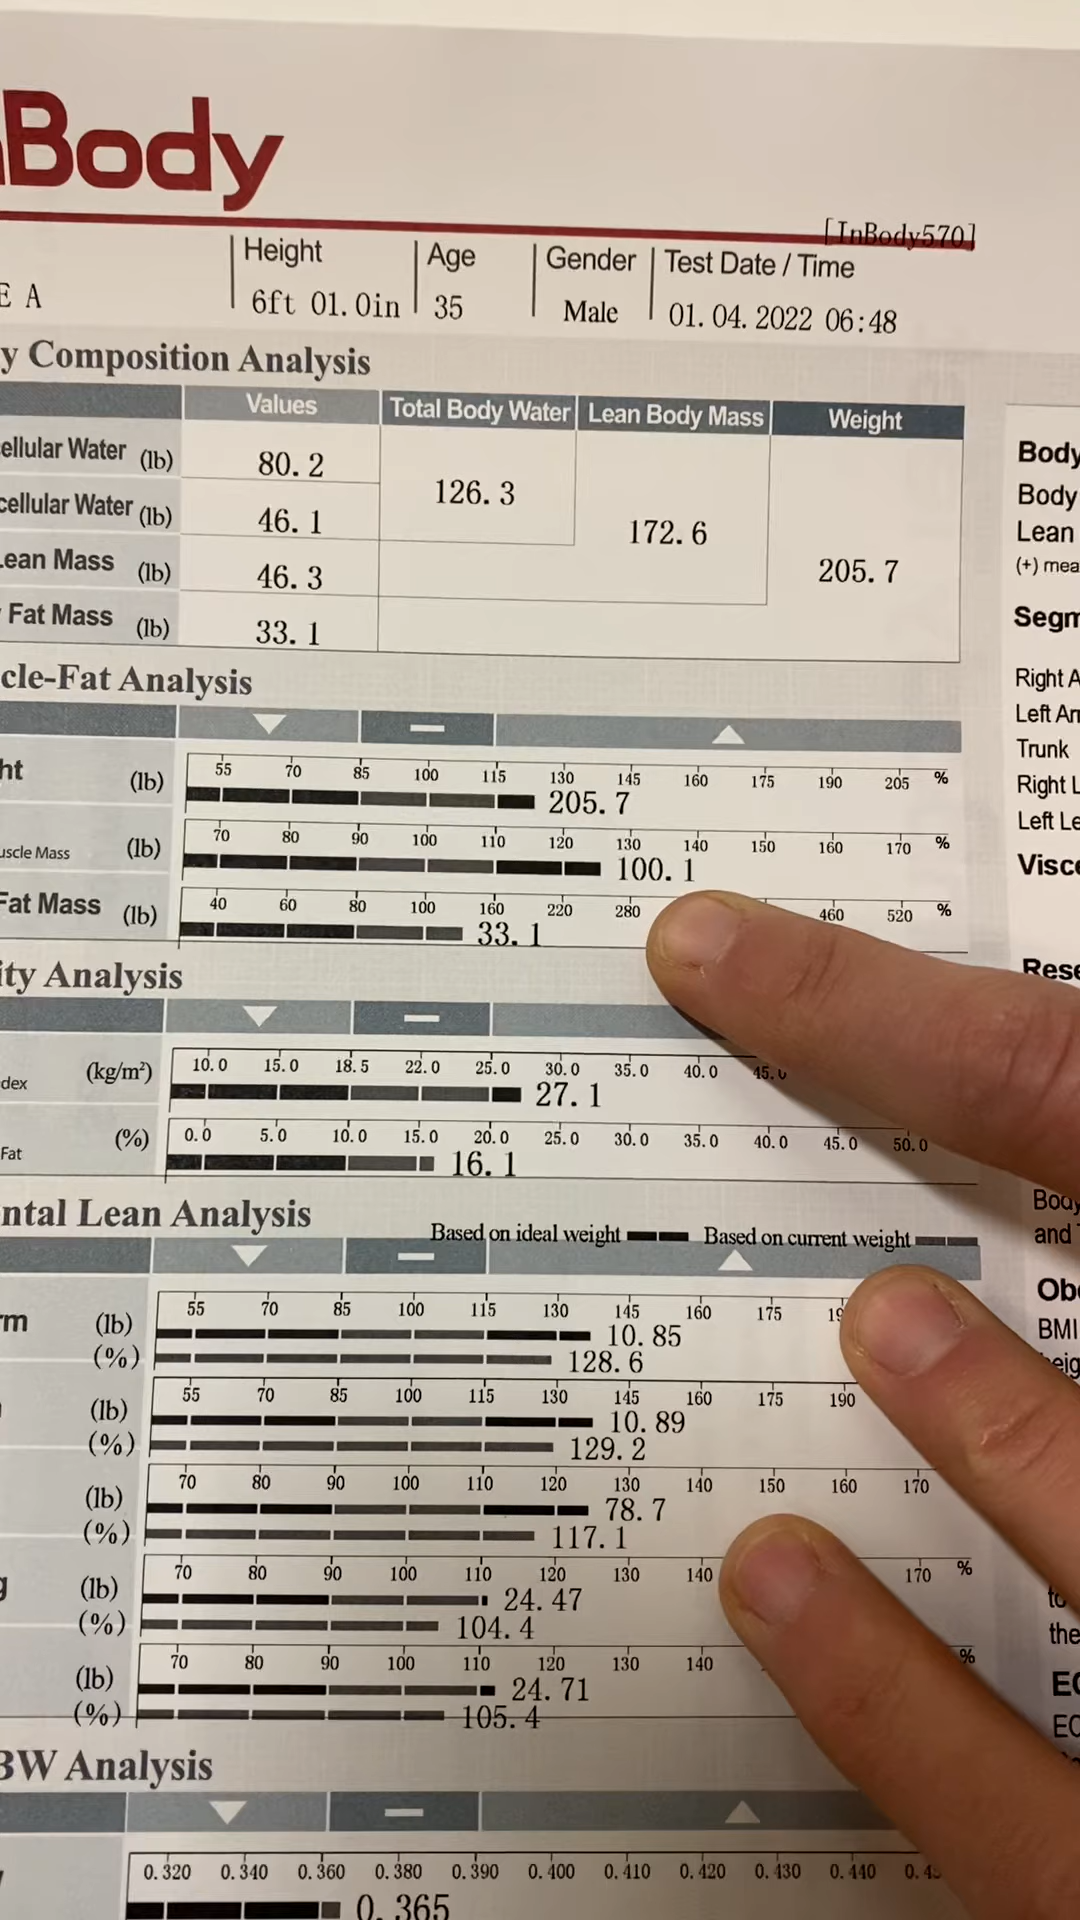 Body
[InBody570]
Height Age Gender Test Date / Time
E A 6ft 01.0in 35 Male 01.04.2022 06:48
y Composition Analysis
Values Total Body Water Lean Body Mass Weight
ellular Water (lb) 80.2
126.3
cellular Water (lb) 46.1
172.6
Lean Mass (lb) 46.3
205.7
Fat Mass (lb) 33.1
cle-Fat Analysis
55 70 85 100 115 130 145 160 175 190 205 %
ht (lb) 205.7
70 80 90 100 110 120 130 140 150 160 170 %
uscle Mass (lb) 100.1
40 60 80 100 160 220 280 460 520 %
Fat Mass (lb) 33.1
ity Analysis
10.0 15.0 18.5 22.0 25.0 30.0 35.0 40.0 45.0
dex (kg/m²) 27.1
0.0 5.0 10.0 15.0 20.0 25.0 30.0 35.0 40.0 45.0 50.0
Fat (%) 16.1
ntal Lean Analysis
Based on ideal weight Based on current weight
55 70 85 100 115 130 145 160 175
rm (lb) 10.85
(%) 128.6
55 70 85 100 115 130 145 160 175 190
(lb) 10.89
(%) 129.2
70 80 90 100 110 120 130 140 150 160 170
(lb) 78.7
(%) 117.1
70 80 90 100 110 120 130 140 170 %
g (lb) 24.47
(%) 104.4
70 80 90 100 110 120 130 140 %
(lb) 24.71
(%) 105.4
BW Analysis
0.320 0.340 0.360 0.380 0.390 0.400 0.410 0.420 0.430 0.440
0.365
Body
Body
Lean
(+) mea
Segm
Right A
Left Arr
Trunk
Right L
Left Le
Visce
Rese
Body
and
Obe
BMI
heig
to
the
EC
EC